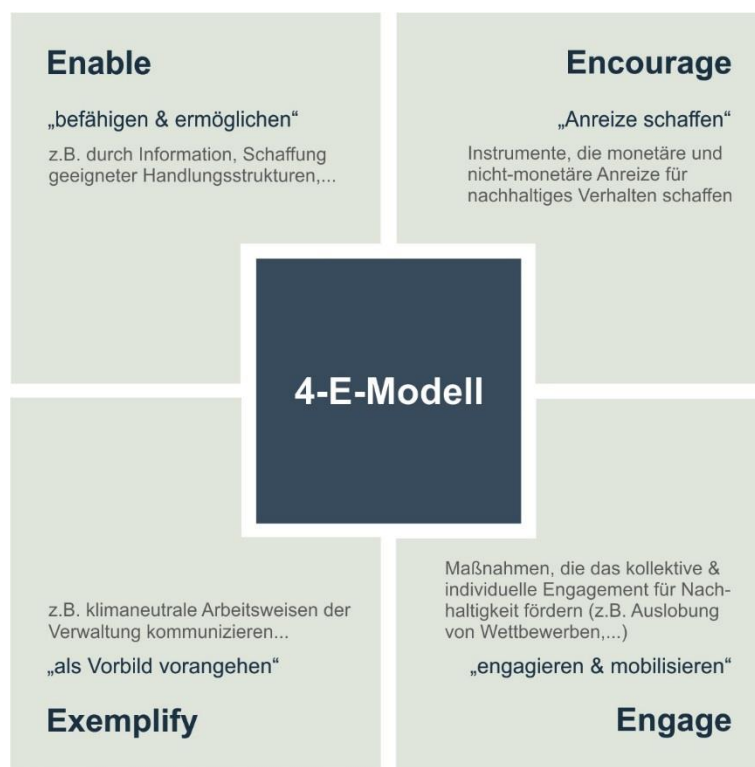 Enable
„befähigen & ermöglichen“
z.B. durch Information, Schaffung
geeigneter Handlungsstrukturen,...
Encourage
„Anreize schaffen“
Instrumente, die monetäre und
nicht-monetäre Anreize für
nachhaltiges Verhalten schaffen
4-E-Modell
z.B. klimaneutrale Arbeitsweisen der
Verwaltung kommunizieren...
„als Vorbild vorangehen“
Exemplify
Maßnahmen, die das kollektive &
individuelle Engagement für Nach-
haltigkeit fördern (z.B. Auslobung
von Wettbewerben,...)
„engagieren & mobilisieren“
Engage